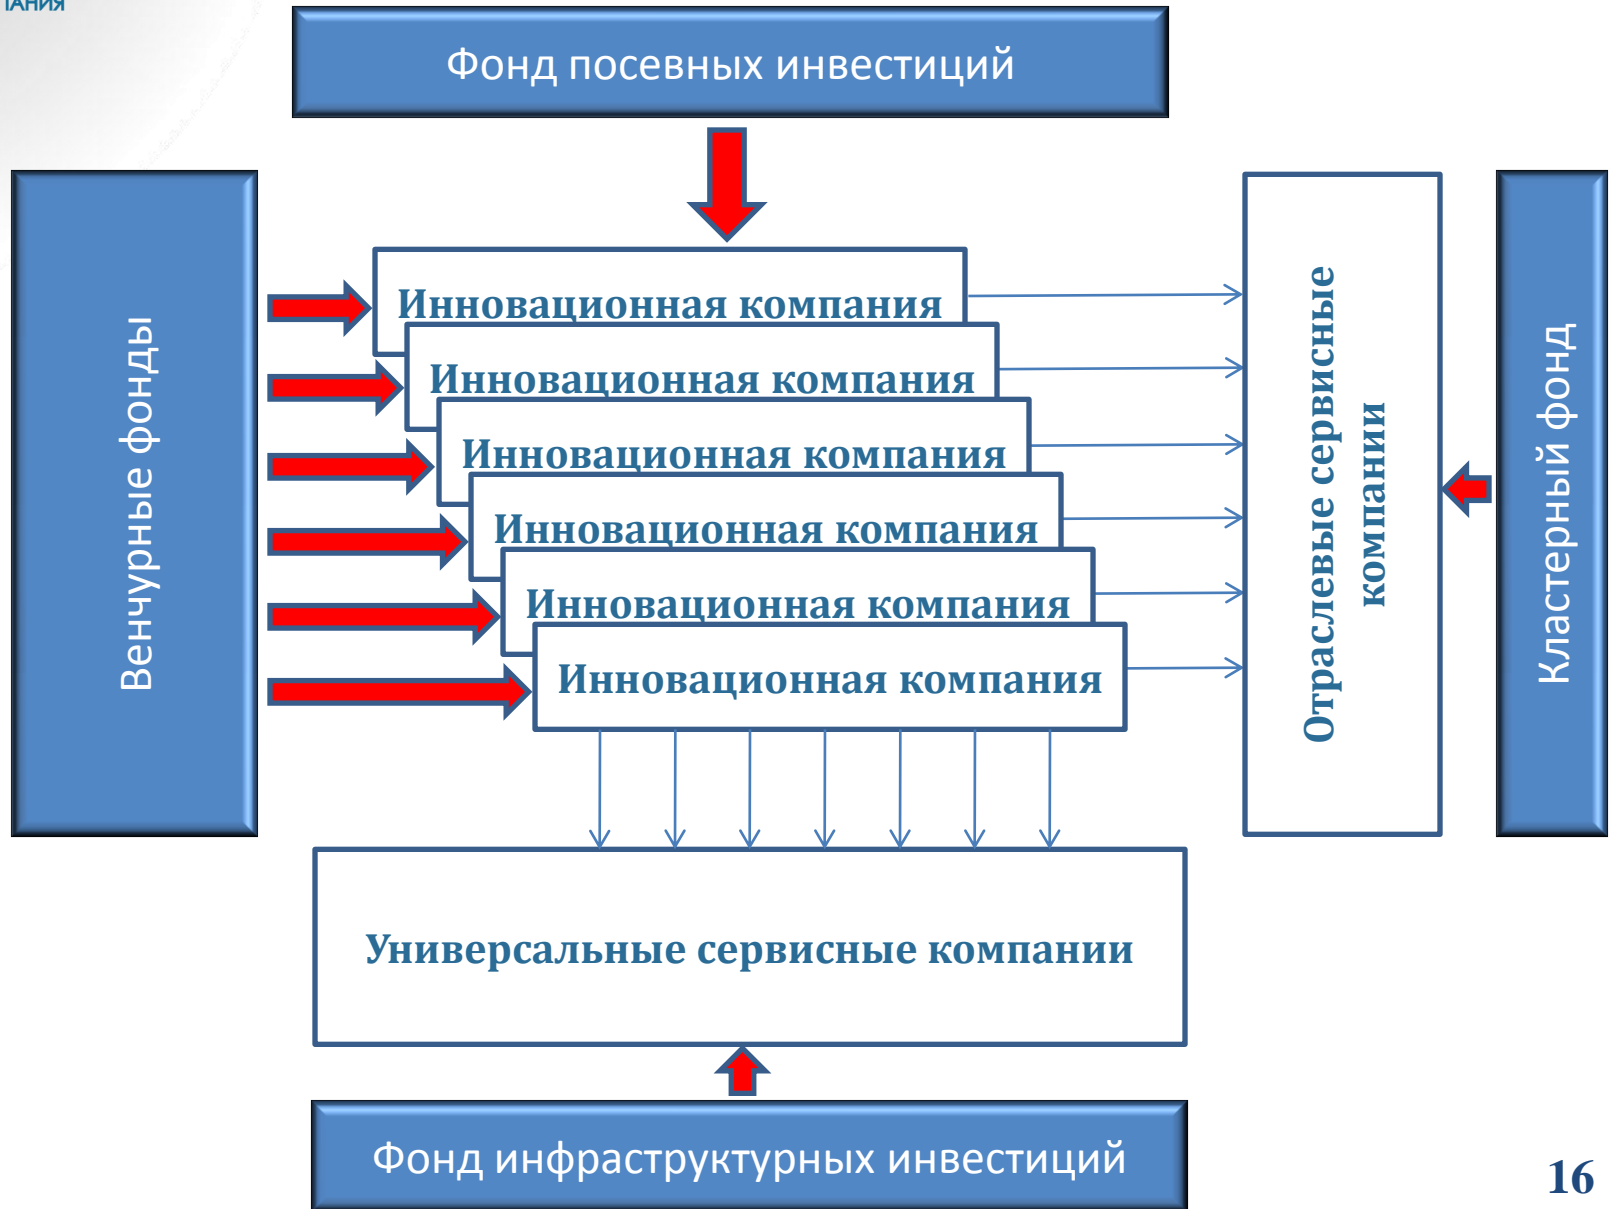 Фонд посевных инвестиций
Венчурные фонды
Инновационная компания
Инновационная компания
Инновационная компания
Инновационная компания
Инновационная компания
Инновационная компания
Отраслевые сервисные
компании
Кластерный фонд
Универсальные сервисные компании
Фонд инфраструктурных инвестиций
16